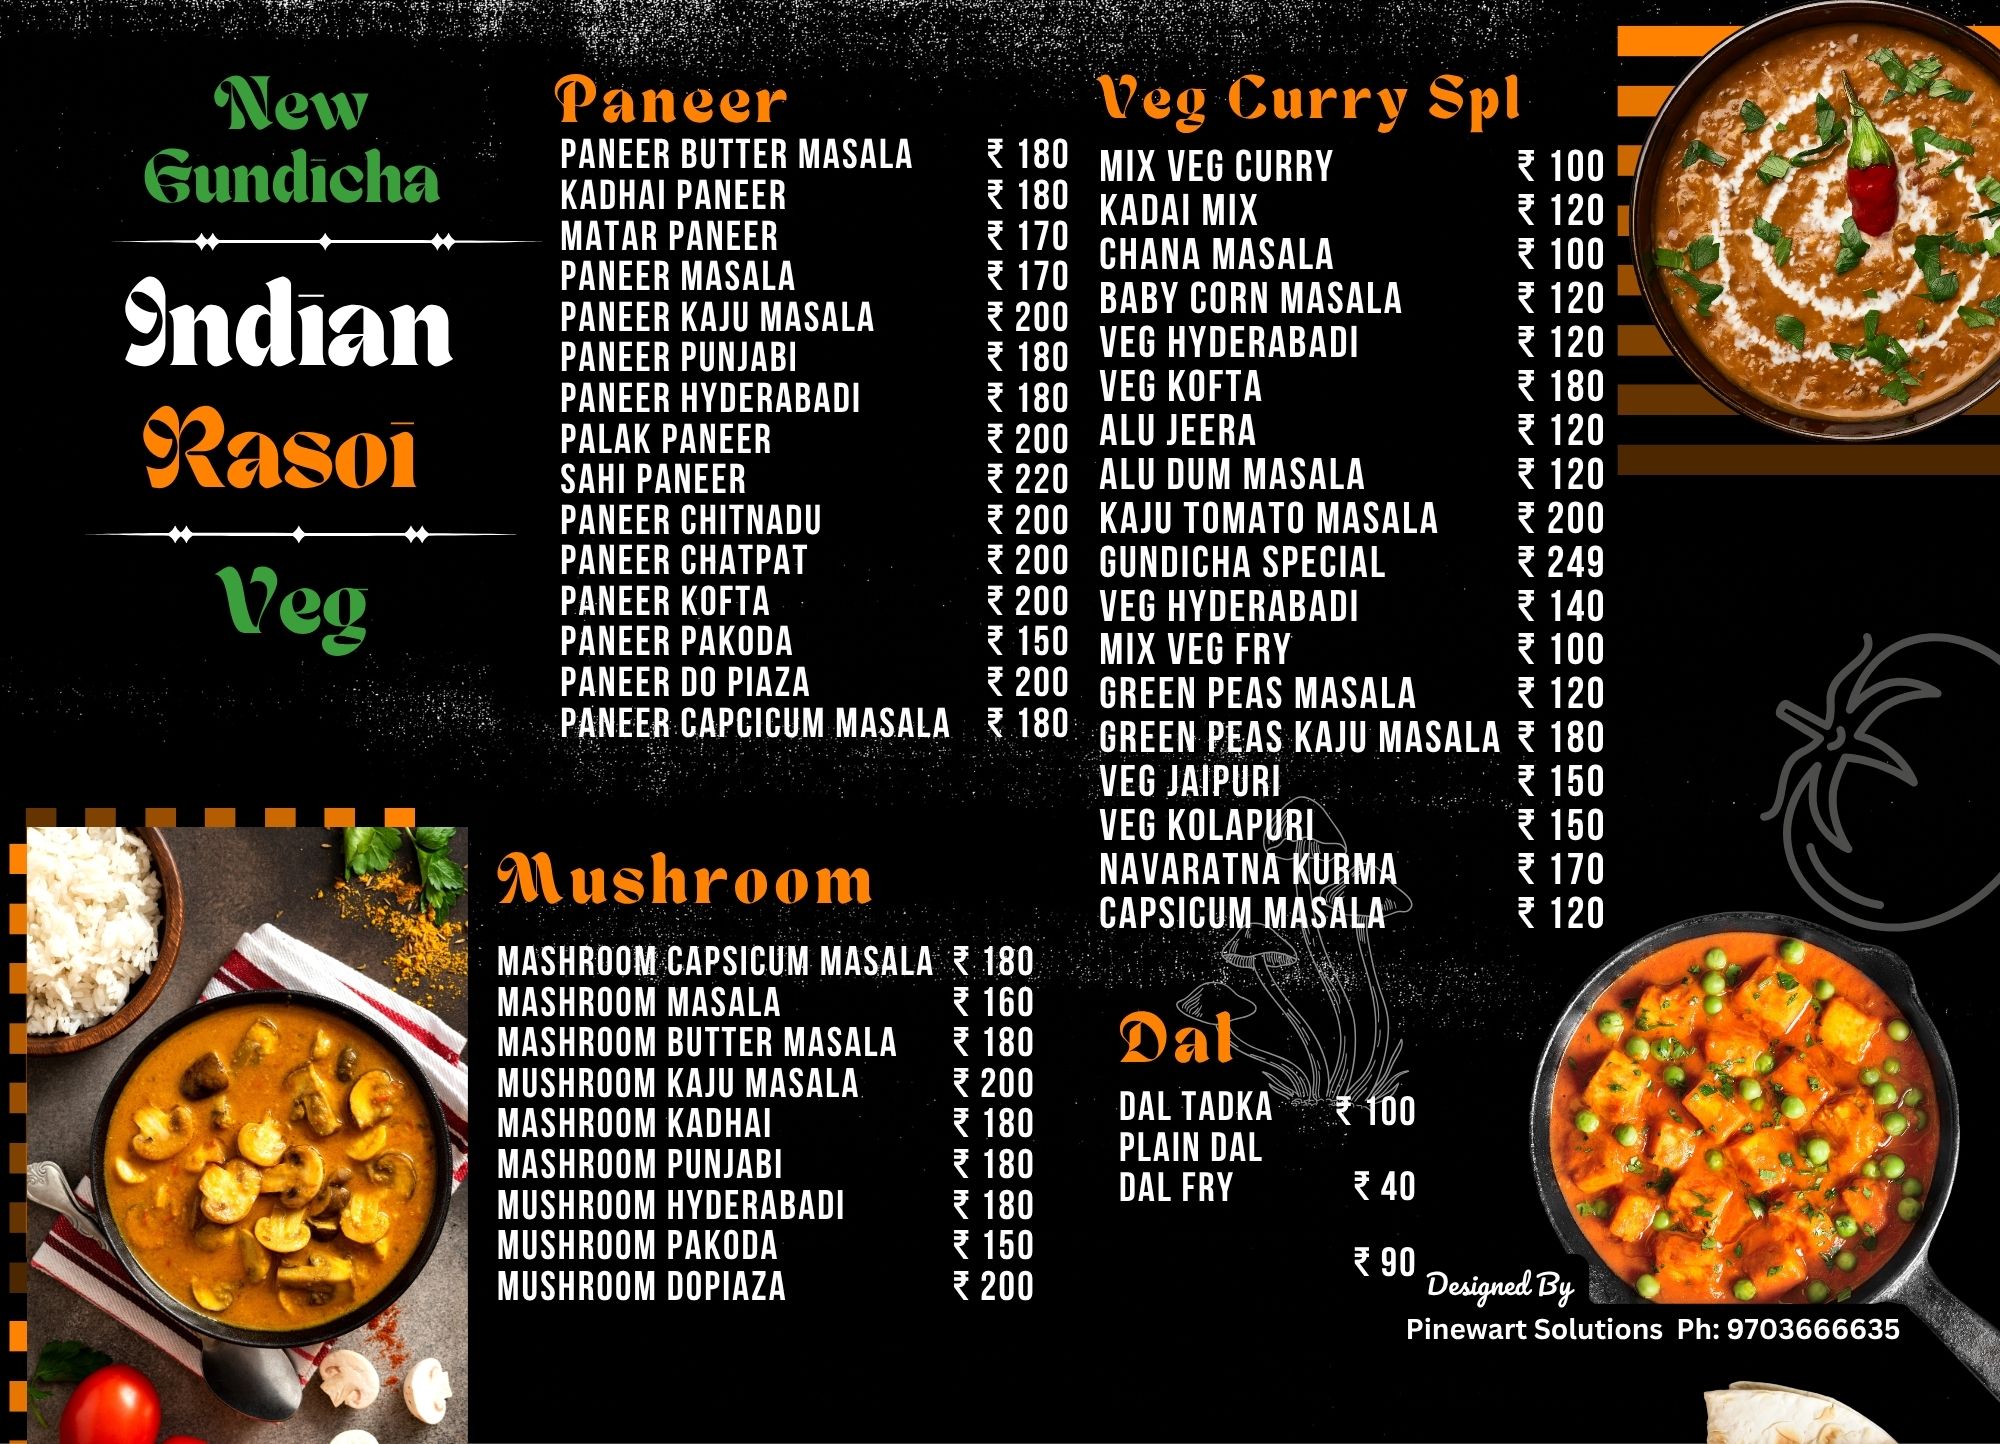 New
Gundicha
Indian
Rasoi
Veg
Paneer
PANEER BUTTER MASALA ₹ 180
KADHAI PANEER ₹ 180
MATAR PANEER ₹ 170
PANEER MASALA ₹ 170
PANEER KAJU MASALA ₹ 200
PANEER PUNJABI ₹ 180
PANEER HYDERABADI ₹ 180
PALAK PANEER ₹ 200
SAHI PANEER ₹ 220
PANEER CHITNADU ₹ 200
PANEER CHATPAT ₹ 200
PANEER KOFTA ₹ 200
PANEER PAKODA ₹ 150
PANEER DO PIAZA ₹ 200
PANEER CAPCICUM MASALA ₹ 180
Mushroom
MASHROOM CAPSICUM MASALA ₹ 180
MASHROOM MASALA ₹ 160
MASHROOM BUTTER MASALA ₹ 180
MUSHROOM KAJU MASALA ₹ 200
MASHROOM KADHAI ₹ 180
MASHROOM PUNJABI ₹ 180
MUSHROOM HYDERABADI ₹ 180
MUSHROOM PAKODA ₹ 150
MUSHROOM DOPIAZA ₹ 200
Veg Curry Spl
MIX VEG CURRY ₹ 100
KADAI MIX ₹ 120
CHANA MASALA ₹ 100
BABY CORN MASALA ₹ 120
VEG HYDERABADI ₹ 120
VEG KOFTA ₹ 180
ALU JEERA ₹ 120
ALU DUM MASALA ₹ 120
KAJU TOMATO MASALA ₹ 200
GUNDICHA SPECIAL ₹ 249
VEG HYDERABADI ₹ 140
MIX VEG FRY ₹ 100
GREEN PEAS MASALA ₹ 120
GREEN PEAS KAJU MASALA ₹ 180
VEG JAIPURI ₹ 150
VEG KOLAPURI ₹ 150
NAVARATNA KURMA ₹ 170
CAPSICUM MASALA ₹ 120
Dal
DAL TADKA ₹ 100
PLAIN DAL
DAL FRY ₹ 40
₹ 90
Designed By
Pinewart Solutions Ph: 9703666635